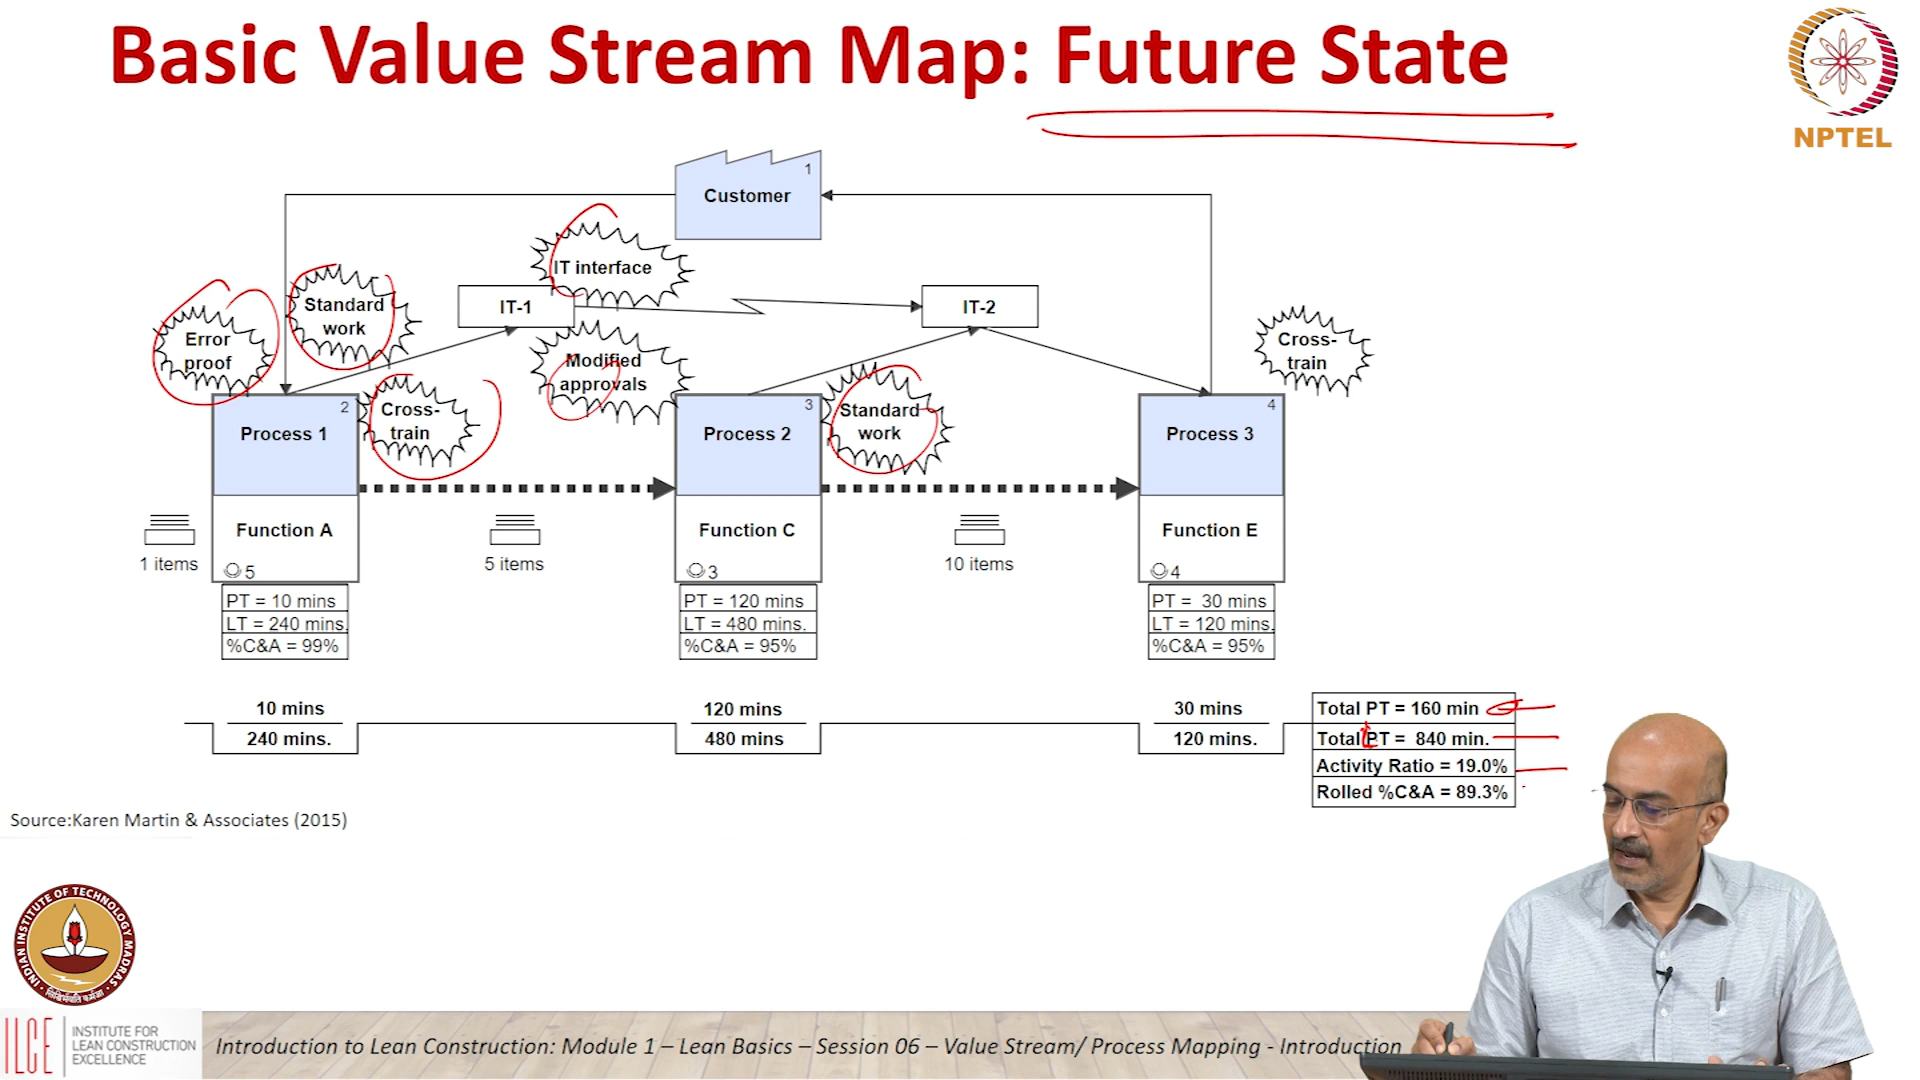 Basic Value Stream Map: Future State
NPTEL
1
Customer
IT interface
Standard
work
IT-1
IT-2
Error
proof
Cross-
train
Modified
approvals
2
Process 1
Cross-
train
3
Process 2
Standard
work
4
Process 3
Function A
Function C
Function E
1 items
5 items
10 items
5
3
4
PT = 10 mins
LT = 240 mins.
%C&A = 99%
PT = 120 mins
LT = 480 mins.
%C&A = 95%
PT = 30 mins
LT = 120 mins.
%C&A = 95%
10 mins
240 mins.
120 mins
480 mins
30 mins
120 mins.
Total PT = 160 min
Total PT = 840 min.
Activity Ratio = 19.0%
Rolled %C&A = 89.3%
Source:Karen Martin & Associates (2015)
INDIAN INSTITUTE OF TECHNOLOGY MADRAS
ILCE
INSTITUTE FOR
LEAN CONSTRUCTION
EXCELLENCE
Introduction to Lean Construction: Module 1 – Lean Basics – Session 06 – Value Stream/ Process Mapping - Introduction